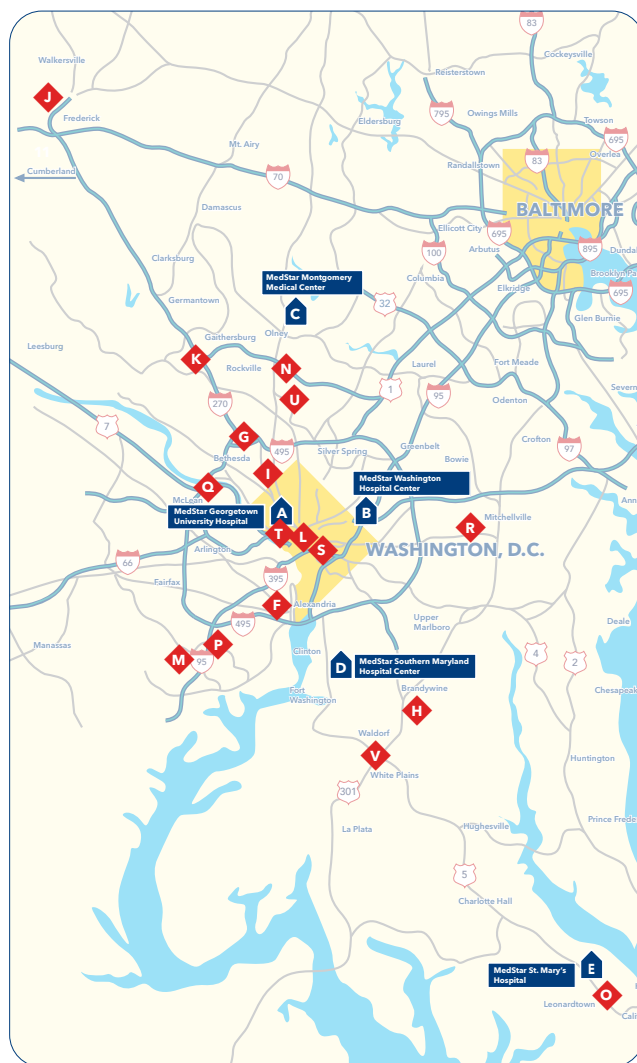 83
Cockeysville
Walkersville
Reisterstown
J
795
Owings Mills
Frederick
Towson
Eldersburg
695
Mt. Airy
Overlea
83
Randallstown
Cumberland
70
Damascus
BALTIMORE
Ellicott City
695
Arbutus
895
100
Clarksburg
Columbia
Elkridge
MedStar Montgomery
Medical Center
695
Germantown
32
C
Glen Burnie
Olney
Gaithersburg
Leesburg
K
Rockville
N
Laurel
Fort Meade
1
95
U
270
Odenton
7
Crofton
G
495
Silver Spring
Greenbelt
97
Bethesda
Bowie
I
MedStar Washington
Hospital Center
Q
McLean
MedStar Georgetown
University Hospital
A
B
Mitchellville
R
T
L
S
Arlington
WASHINGTON, D.C.
66
395
Fairfax
F
Alexandria
495
Upper
Marlboro
Deale
Manassas
P
M
95
Clinton
D
MedStar Southern Maryland
Hospital Center
4
2
Fort
Washington
Brandywine
H
Waldorf
V
Huntington
White Plains
301
La Plata
Hughesville
5
Charlotte Hall
MedStar St. Mary's
Hospital
E
O
Leonardtown